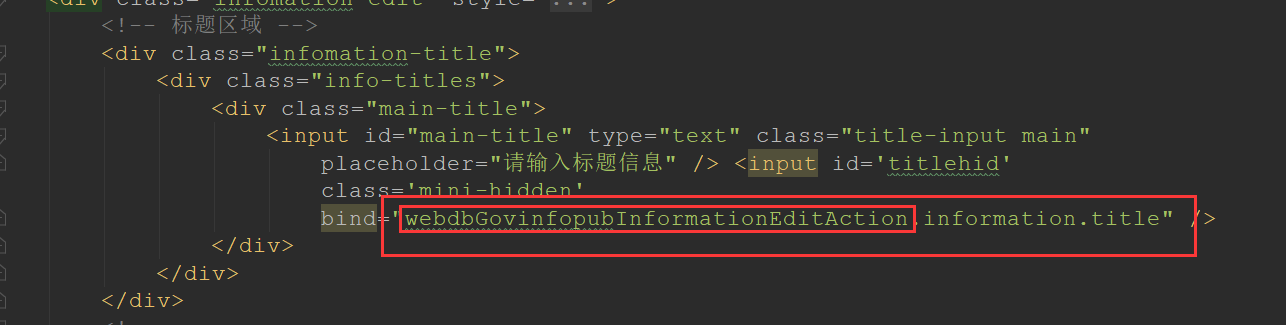 <div class="infomation-edit" style="...">
<!-- 标题区域 -->
<div class="infomation-title">
<div class="info-titles">
<div class="main-title">
<input id="main-title" type="text" class="title-input main"
placeholder="请输入标题信息" /> <input id='titlehid'
class='mini-hidden'
bind="webdbGovinfopubInformationEditAction.information.title" />
</div>
</div>
</div>